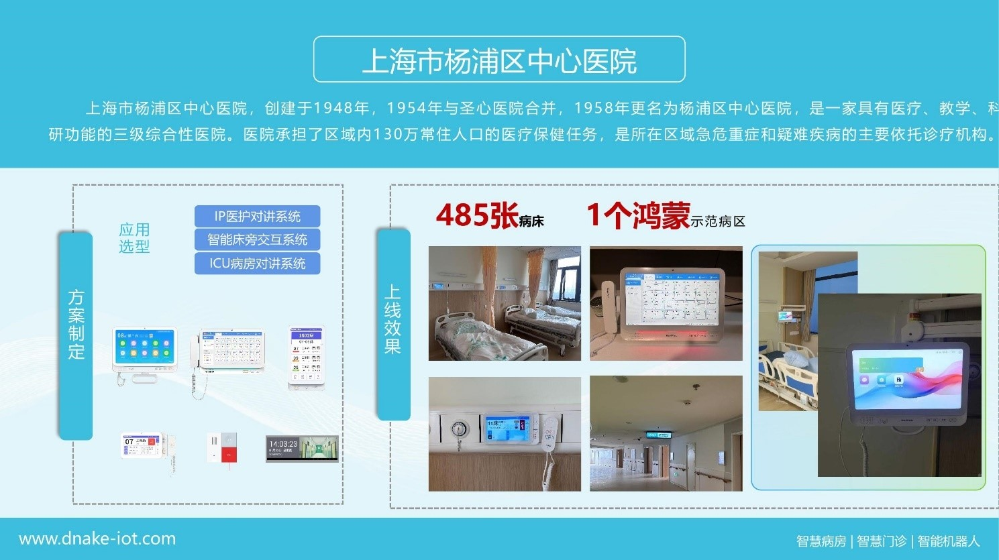 上海市杨浦区中心医院
上海市杨浦区中心医院，创建于1948年，1954年与圣心医院合并，1958年更名为杨浦区中心医院，是一家具有医疗、教学、科
研功能的三级综合性医院。医院承担了区域内130万常住人口的医疗保健任务，是所在区域急危重症和疑难疾病的主要依托诊疗机构。
方案制定
应用
选型
IP医护对讲系统
智能床旁交互系统
ICU病房对讲系统
08
1602床
07
14:03:23
上线效果
485张病床
1个鸿蒙示范病区
www.dnake-iot.com
智慧病房 | 智慧门诊 | 智能机器人